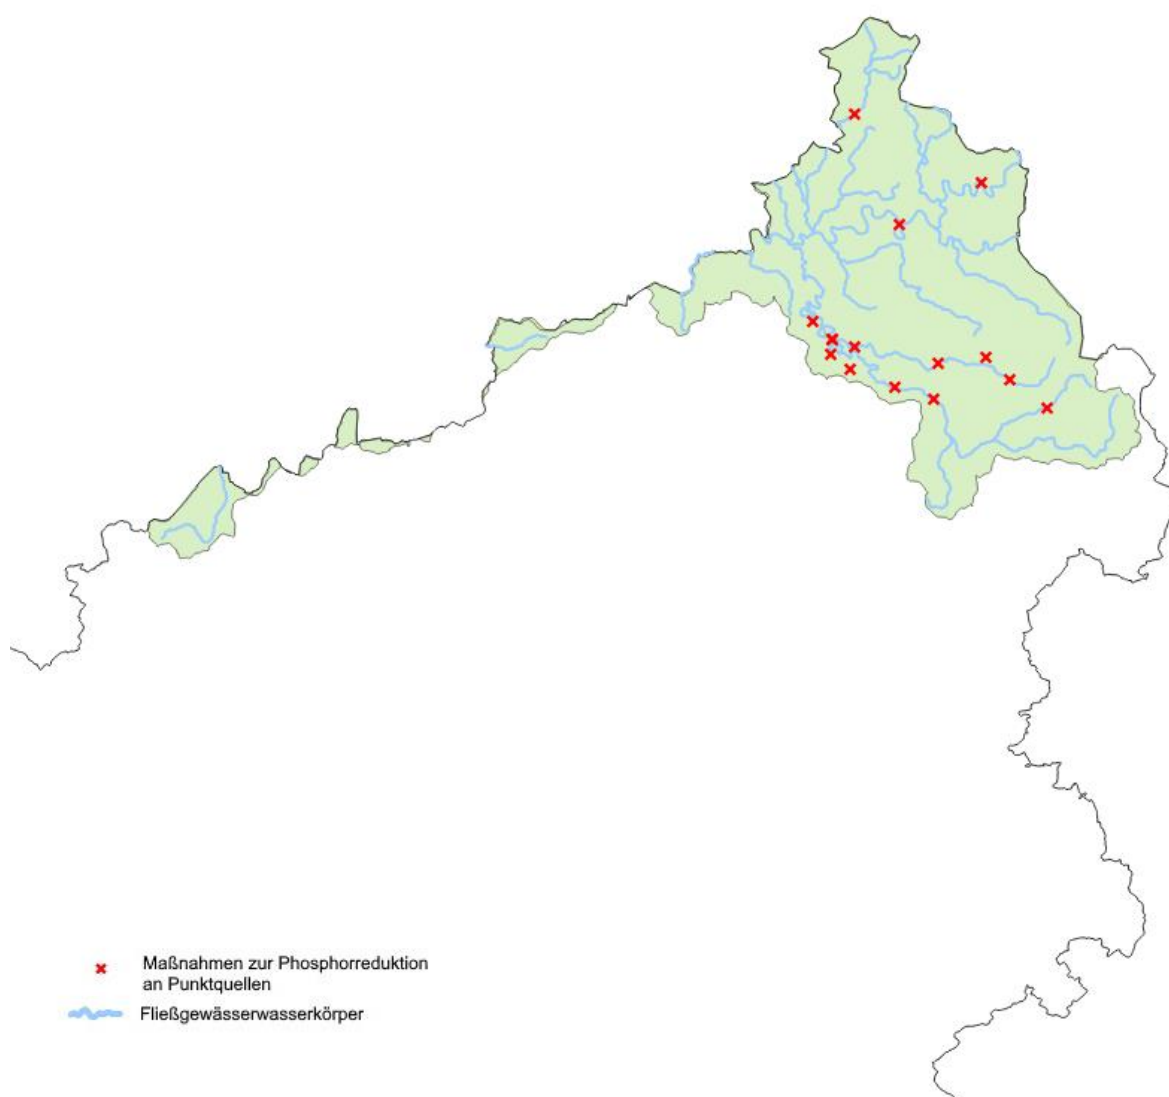 Maßnahmen zur Phosphorreduktion
an Punktquellen
Fließgewässerwasserkörper